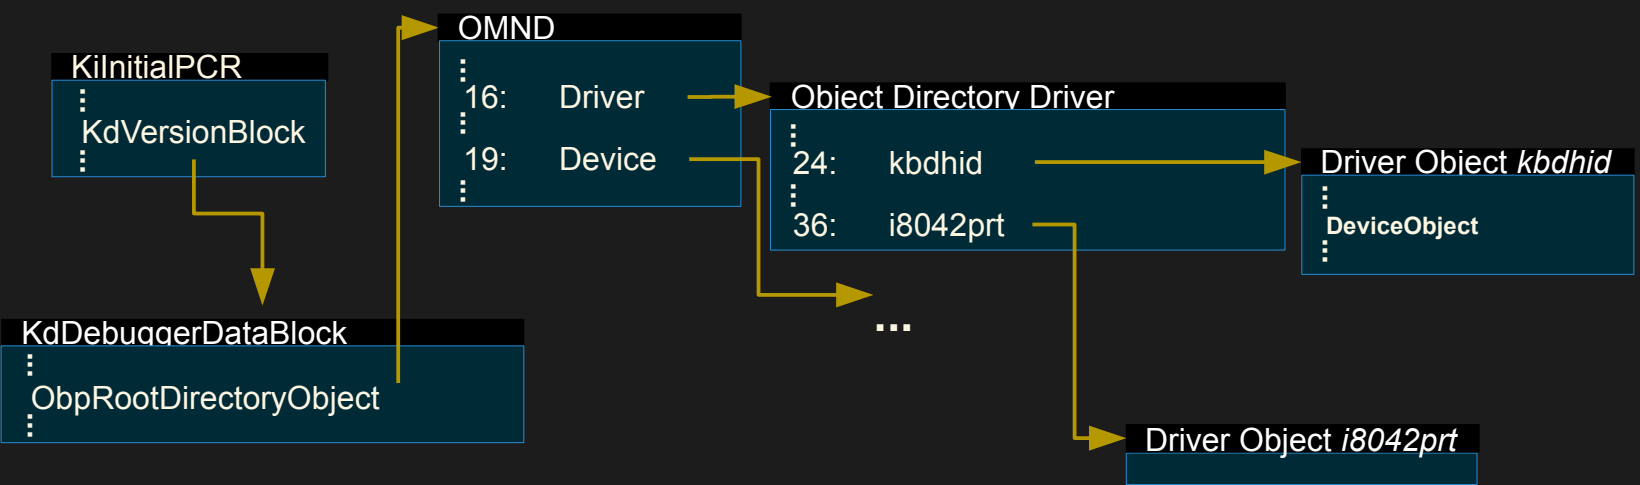 KiInitialPCR
KdVersionBlock
KdDebuggerDataBlock
ObpRootDirectoryObject
OMND
16: Driver
19: Device
Object Directory Driver
24: kbdhid
36: i8042prt
...
Driver Object kbdhid
DeviceObject
Driver Object i8042prt